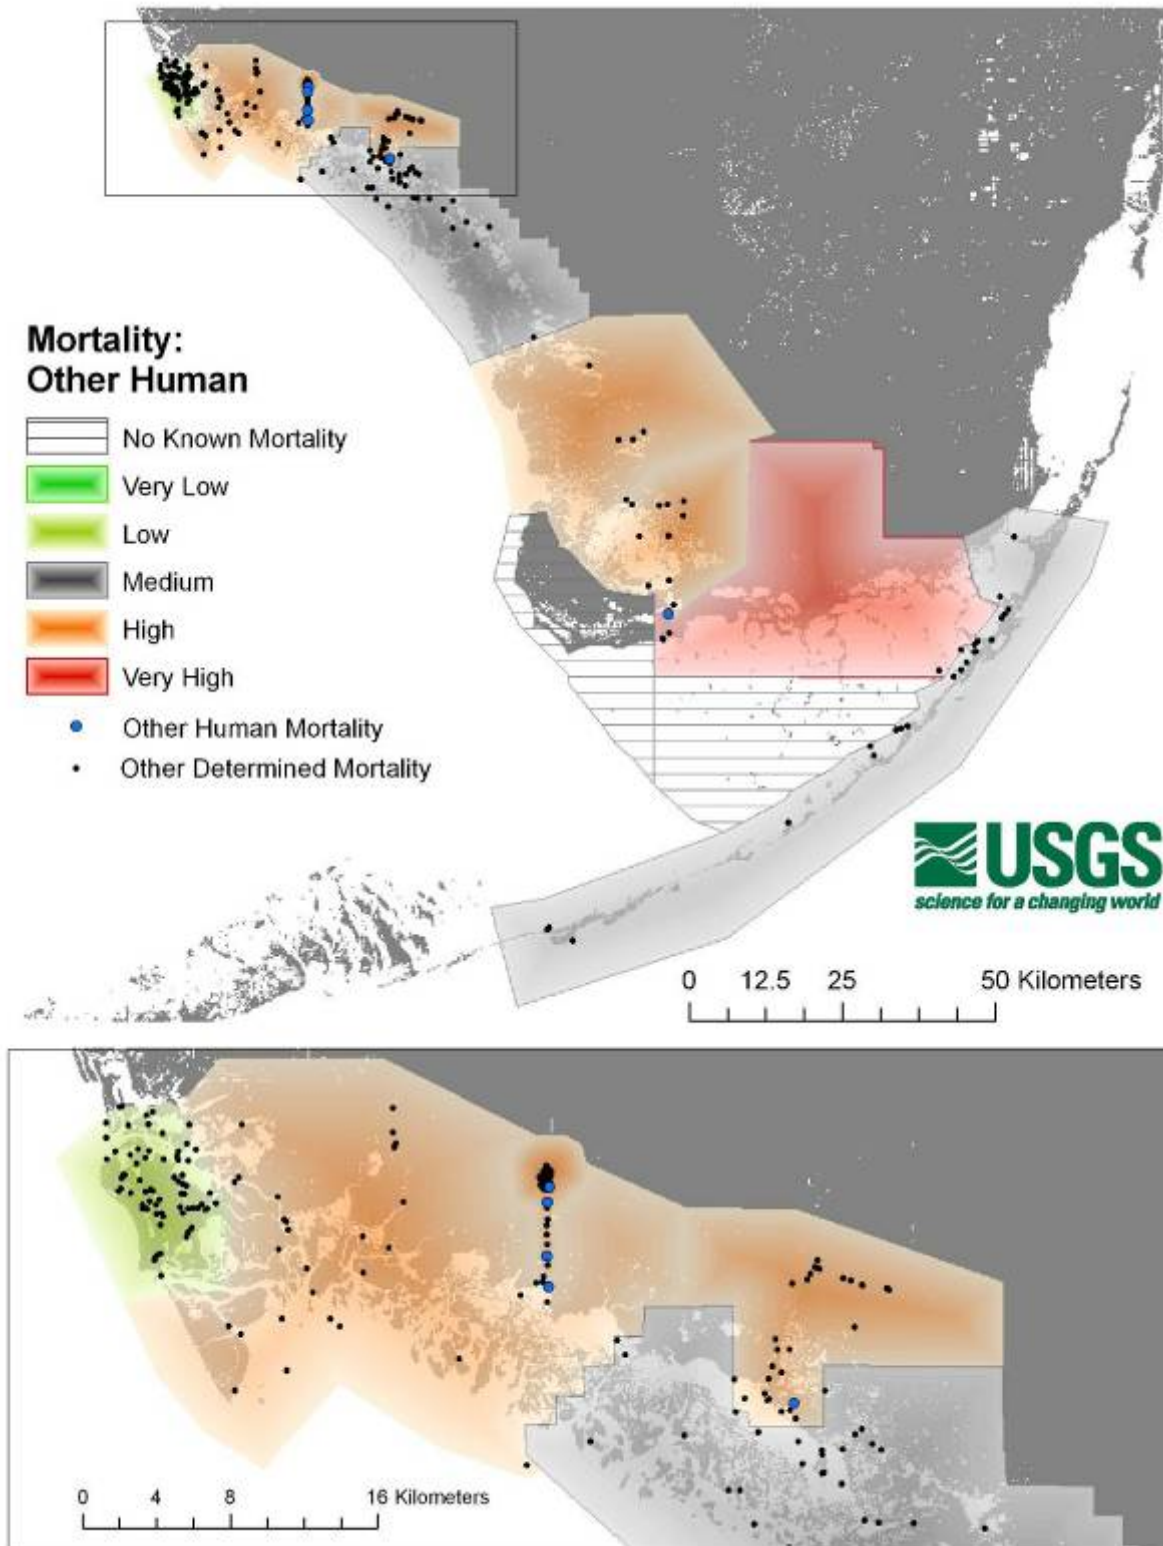 Mortality:
Other Human
No Known Mortality
Very Low
Low
Medium
High
Very High
Other Human Mortality
Other Determined Mortality
USGS
science for a changing world
0 12.5 25 50 Kilometers
0 4 8 16 Kilometers